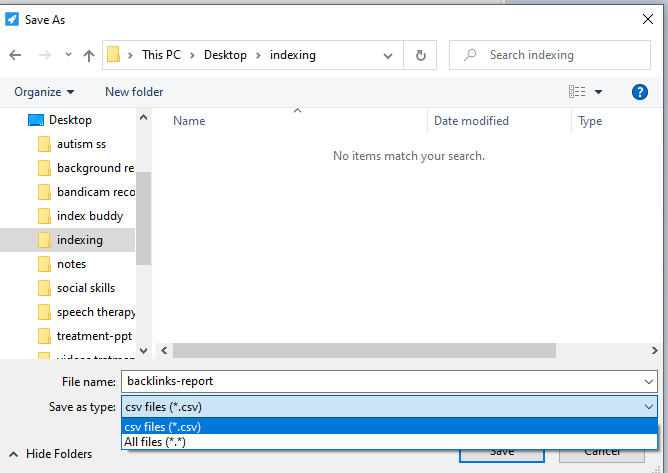 Save As
This PC > Desktop > indexing
Search indexing
Organize
New folder
Name
Date modified
Type
No items match your search.
Desktop
autism ss
background re
bandicam reco
index buddy
indexing
notes
social skills
speech therapy
treatment-ppt
File name:
backlinks-report
Save as type:
csv files (*.csv)
csv files (*.csv)
All files (*.*)
Hide Folders
Save
Cancel